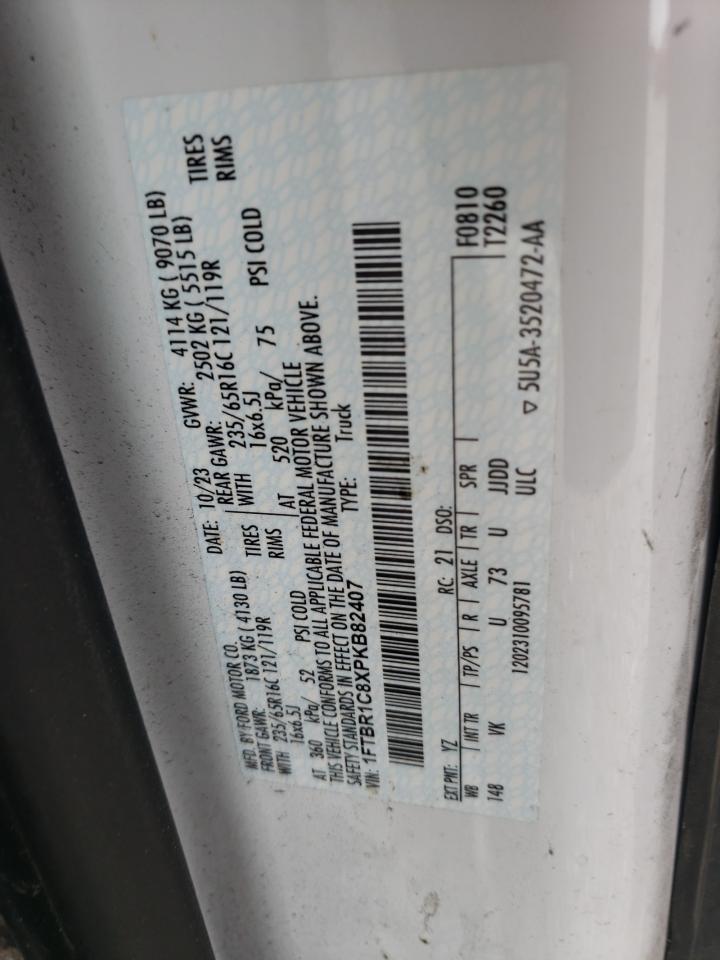 MFD. BY FORD MOTOR CO.
DATE: 10/23 GVWR: 4114 KG ( 9070 LB)
FRONT GAWR: 1873 KG ( 4130 LB) REAR GAWR: 2502 KG ( 5515 LB)
WITH 235/65R16C 121/119R TIRES WITH 235/65R16C 121/119R TIRES
16x6.5J RIMS 16x6.5J RIMS
AT 360 kPa/ 52 PSI COLD AT 520 kPa/ 75 PSI COLD
THIS VEHICLE CONFORMS TO ALL APPLICABLE FEDERAL MOTOR VEHICLE
SAFETY STANDARDS IN EFFECT ON THE DATE OF MANUFACTURE SHOWN ABOVE.
VIN: 1FTBR1C8XPKB82407 TYPE: Truck
EXT PNT: YZ RC: 21 DSO: F0810
WB INT TR TP/PS R AXLE TR SPR T2260
148 VK U 73 U JJDD
1202310095781 ULC ▽ 5U5A-3520472-AA